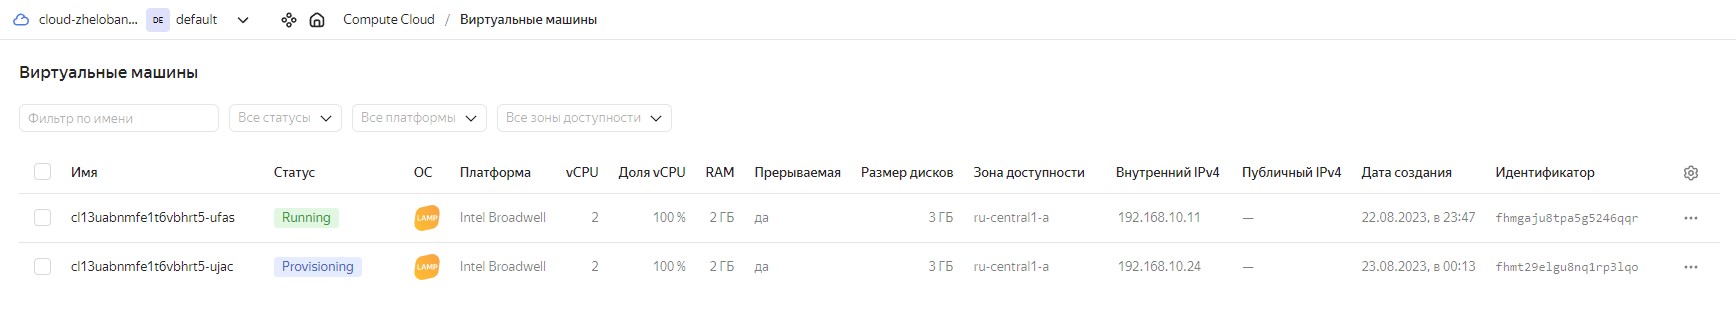 cloud-zheloban... DE default Compute Cloud / Виртуальные машины
Виртуальные машины
Фильтр по имени Все статусы Все платформы Все зоны доступности
Имя Статус ОС Платформа vCPU Доля vCPU RAM Прерываемая Размер дисков Зона доступности Внутренний IPv4 Публичный IPv4 Дата создания Идентификатор
cl13uabnmfe1t6vbhrt5-ufas Running LAMP Intel Broadwell 2 100 % 2 ГБ да 3 ГБ ru-central1-a 192.168.10.11 — 22.08.2023, в 23:47 fhmgaju8tpa5g5246qqr
cl13uabnmfe1t6vbhrt5-ujac Provisioning LAMP Intel Broadwell 2 100 % 2 ГБ да 3 ГБ ru-central1-a 192.168.10.24 — 23.08.2023, в 00:13 fhmt29elgu8nq1rp3lqo